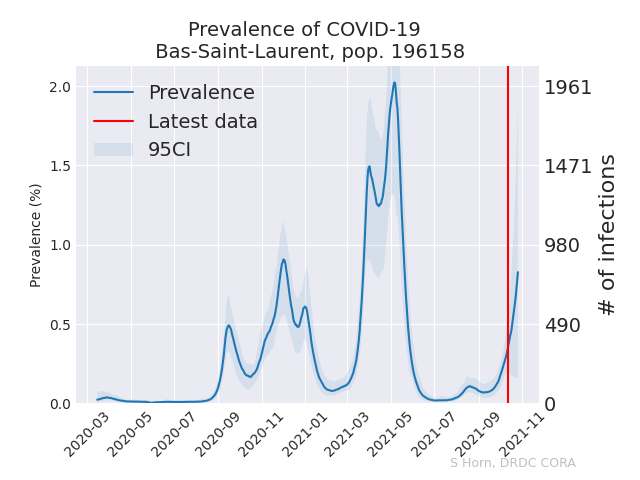 Prevalence of COVID-19
Bas-Saint-Laurent, pop. 196158
Prevalence
Latest data
95CI
Prevalence (%)
2.0
1.5
1.0
0.5
0.0
1961
1471
980
490
0
# of infections
2020-03
2020-05
2020-07
2020-09
2020-11
2021-01
2021-03
2021-05
2021-07
2021-09
2021-11
S Horn, DRDC CORA